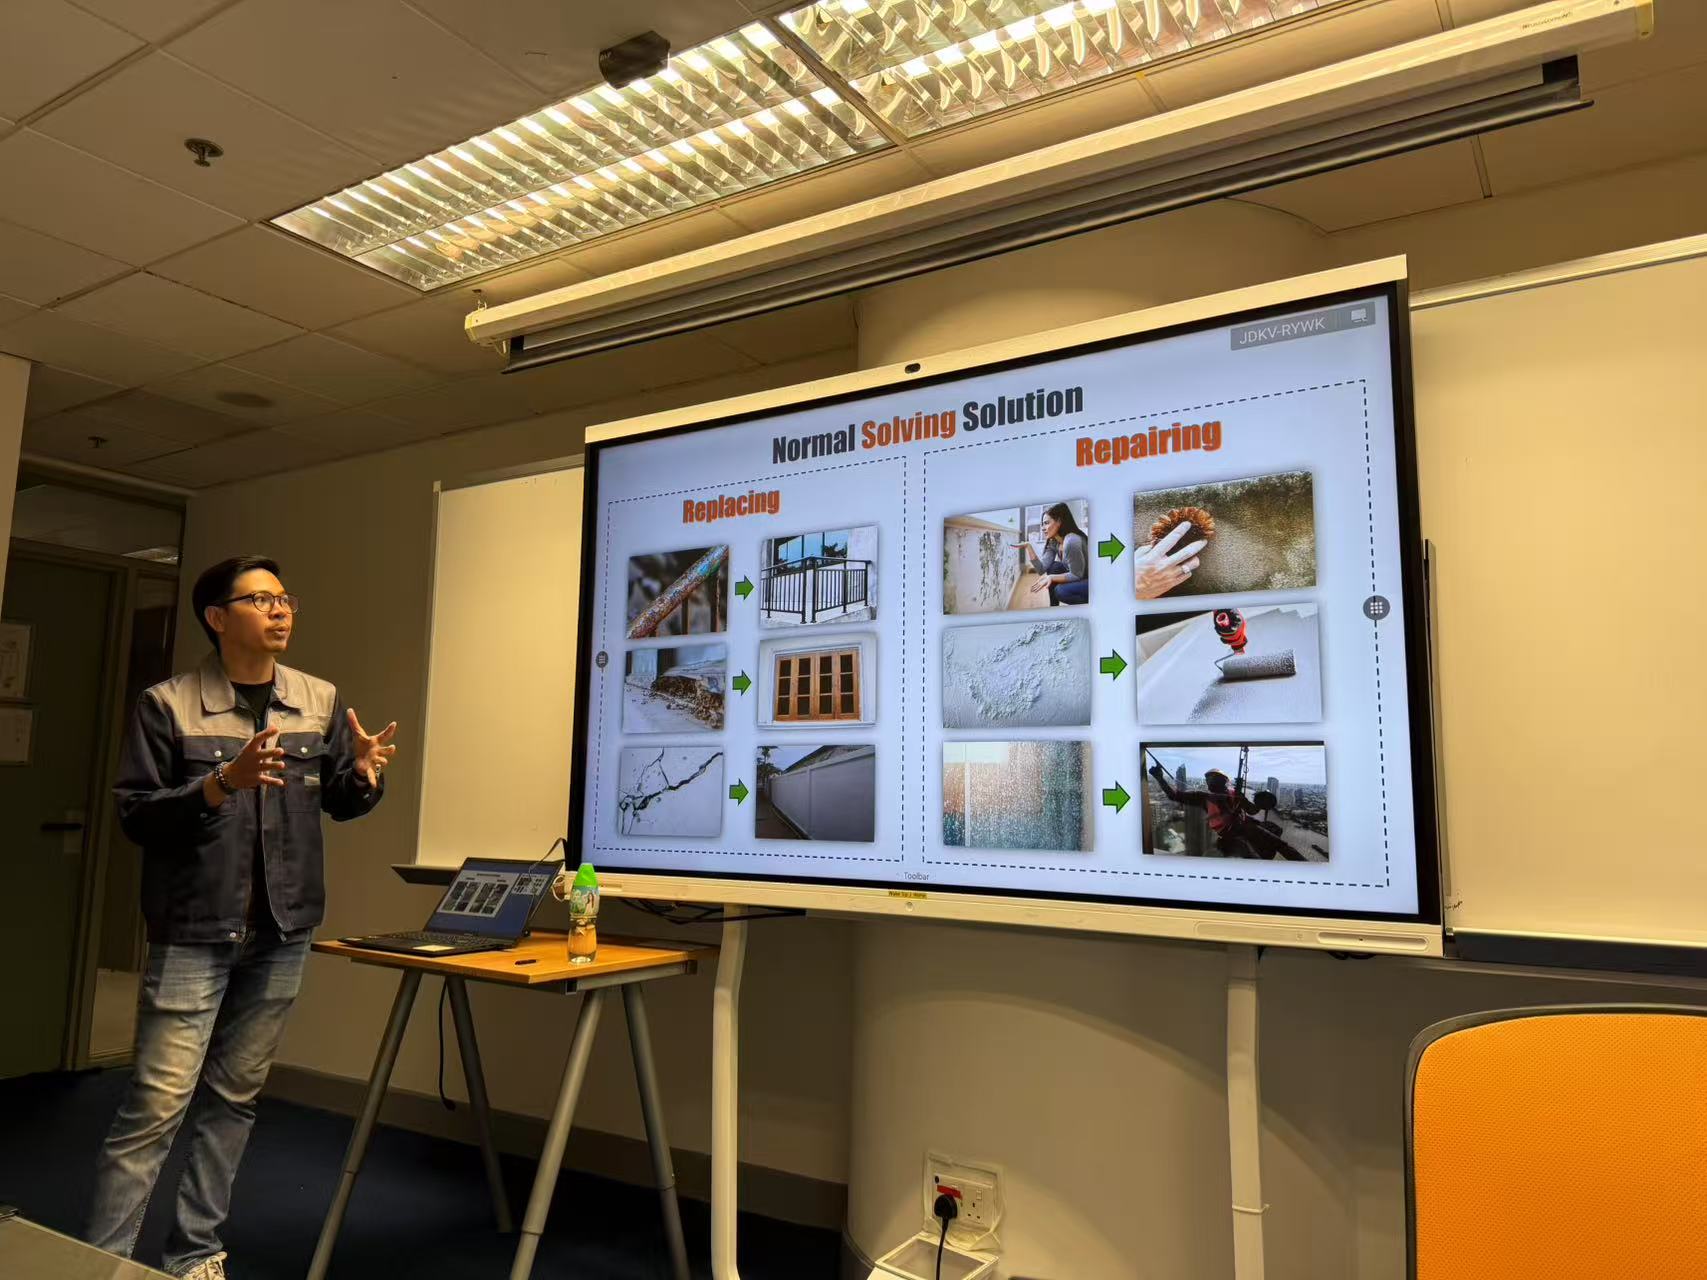 JDKV-RYWK
Normal Solving Solution
Replacing
Repairing
Toolbar